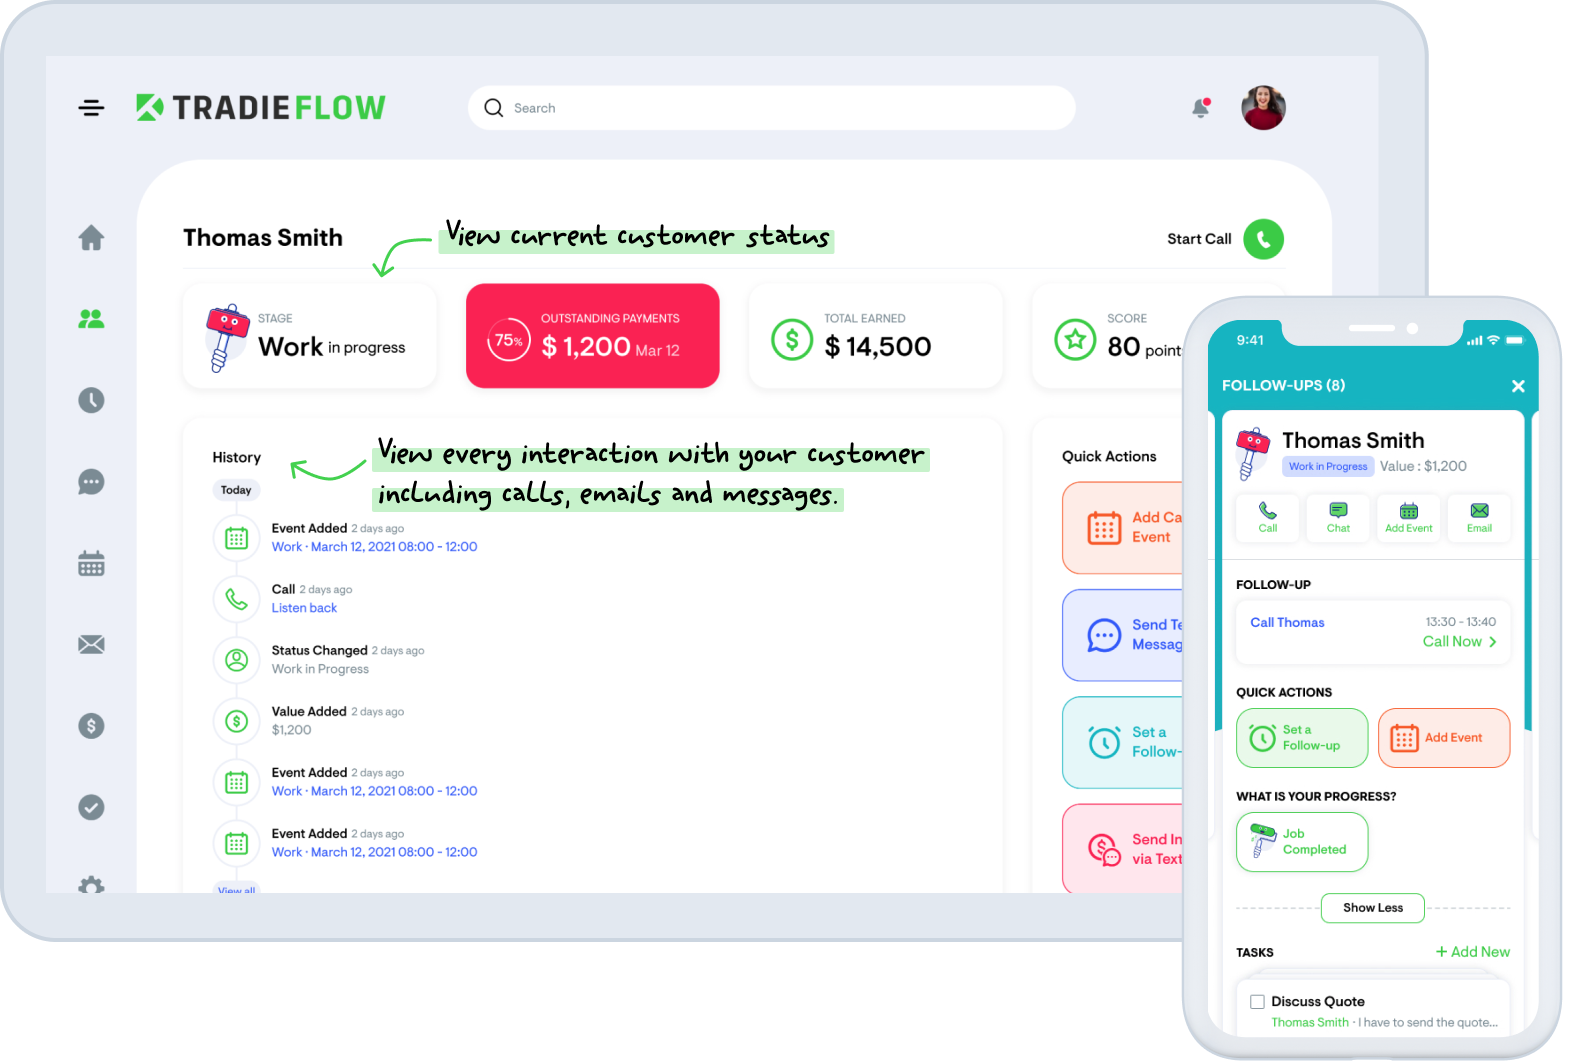 TRADIEFLOW
Search
Thomas Smith
View current customer status
Start Call
STAGE
Work in progress
75%
OUTSTANDING PAYMENTS
$ 1,200 Mar 12
TOTAL EARNED
$ 14,500
SCORE
80 points
History
View every interaction with your customer
including calls, emails and messages.
Today
Event Added 2 days ago
Work · March 12, 2021 08:00 - 12:00
Call 2 days ago
Listen back
Status Changed 2 days ago
Work in Progress
Value Added 2 days ago
$1,200
Event Added 2 days ago
Work · March 12, 2021 08:00 - 12:00
Event Added 2 days ago
Work · March 12, 2021 08:00 - 12:00
View all
Quick Actions
Add Ca
Event
Send Te
Messag
Set a
Follow-
Send In
via Text
9:41
FOLLOW-UPS (8)
Thomas Smith
Work in Progress Value : $1,200
Call
Chat
Add Event
Email
FOLLOW-UP
Call Thomas
13:30 - 13:40
Call Now
QUICK ACTIONS
Set a
Follow-up
Add Event
WHAT IS YOUR PROGRESS?
Job
Completed
Show Less
TASKS
+ Add New
Discuss Quote
Thomas Smith · I have to send the quote...